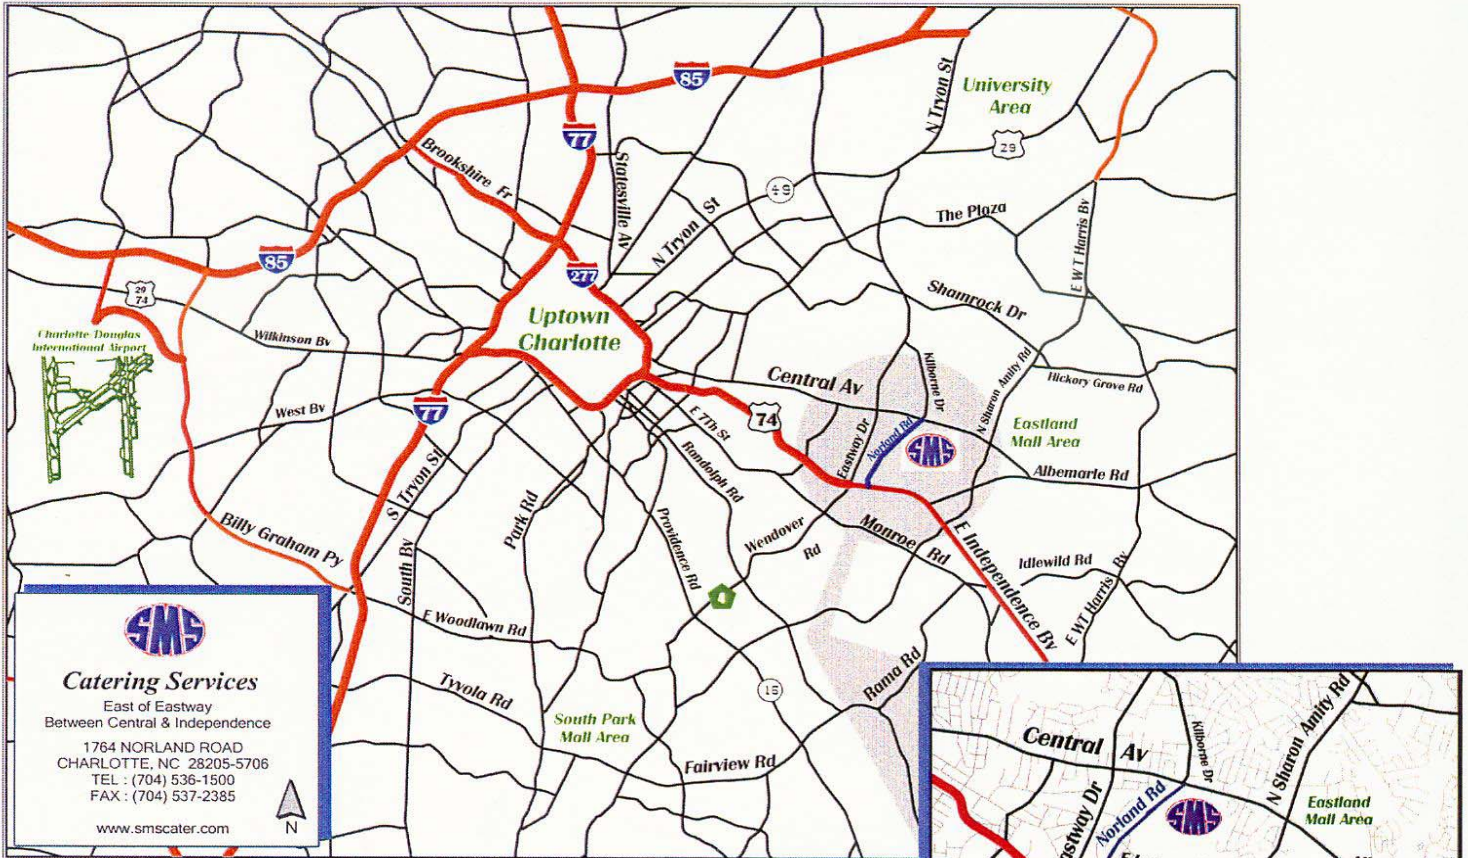 85
N Tryon St
University
Area
77
29
Brookshire Fr
Statesville Av
49
N Tryon St
The Plaza
E WT Harris Bv
85
277
29
74
Shamrock Dr
Charlotte Douglas
International Airport
Uptown
Charlotte
Wilkinson Bv
Kilborne Dr
N Sharon Amity Rd
Hickory Grove Rd
Central Av
West Bv
77
E 7Th St
74
Eastway Dr
Norland Rd
SMS
Eastland
Mall Area
Randolph Rd
Albemarle Rd
S Tryon St
Park Rd
Billy Graham Py
Providence Rd
Wendover
Rd
Monroe Rd
E Independence Bv
Idlewild Rd
South Bv
4
E WT Harris Bv
E Woodlawn Rd
Tyvola Rd
16
Rama Rd
South Park
Mall Area
Fairview Rd
SMS
Catering Services
East of Eastway
Between Central & Independence
1764 NORLAND ROAD
CHARLOTTE, NC 28205-5706
TEL : (704) 536-1500
FAX : (704) 537-2385
www.smscater.com
N
Central Av
Kilborne Dr
N Sharon Amity Rd
Norland Rd
SMS
Eastland
Mall Area
astway Dr